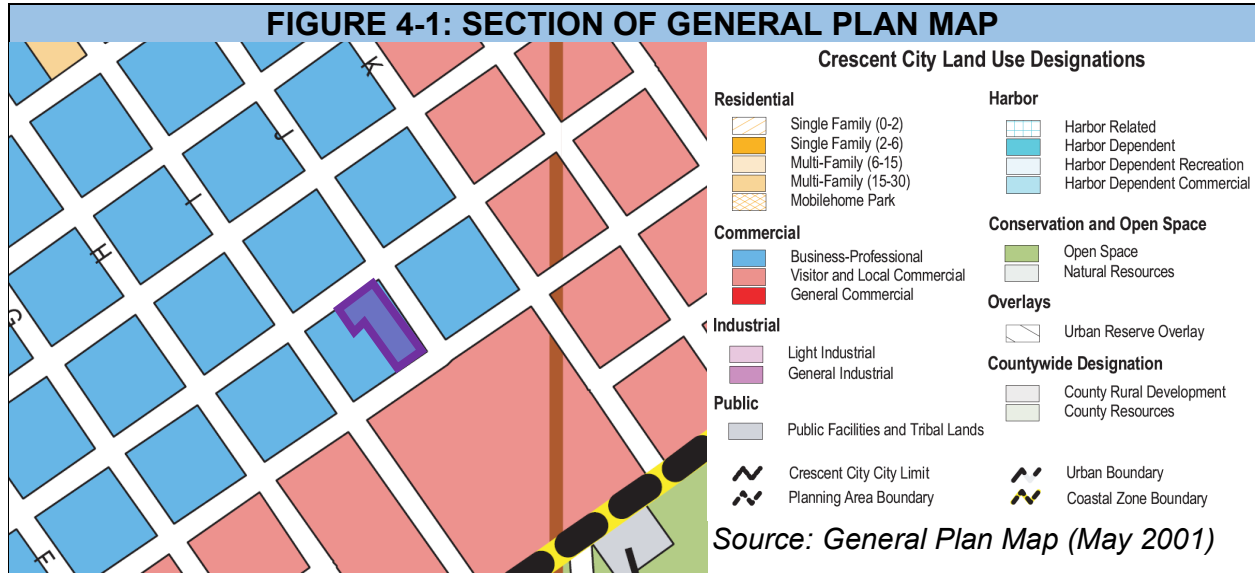 FIGURE 4-1: SECTION OF GENERAL PLAN MAP
K
J
I
H
G
F
Crescent City Land Use Designations
Residential
Single Family (0-2)
Single Family (2-6)
Multi-Family (6-15)
Multi-Family (15-30)
Mobilehome Park
Commercial
Business-Professional
Visitor and Local Commercial
General Commercial
Industrial
Light Industrial
General Industrial
Public
Public Facilities and Tribal Lands
Crescent City City Limit
Planning Area Boundary
Harbor
Harbor Related
Harbor Dependent
Harbor Dependent Recreation
Harbor Dependent Commercial
Conservation and Open Space
Open Space
Natural Resources
Overlays
Urban Reserve Overlay
Countywide Designation
County Rural Development
County Resources
Urban Boundary
Coastal Zone Boundary
Source: General Plan Map (May 2001)